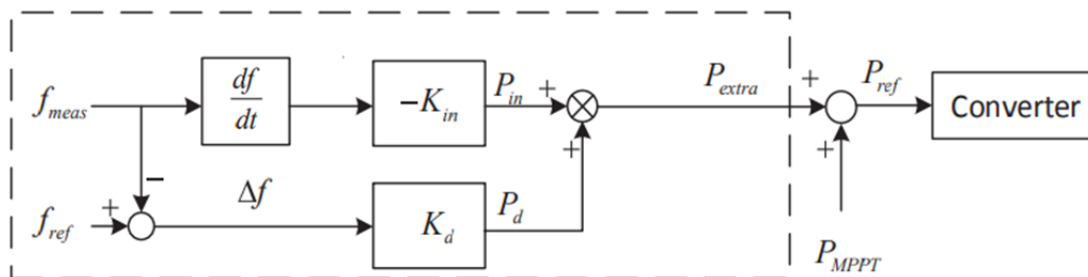 f_meas
df
dt
-K_in
P_in
+
+
P_extra
+
P_ref
+
Converter
P_MPPT
−
f_ref
+
Δf
K_d
P_d